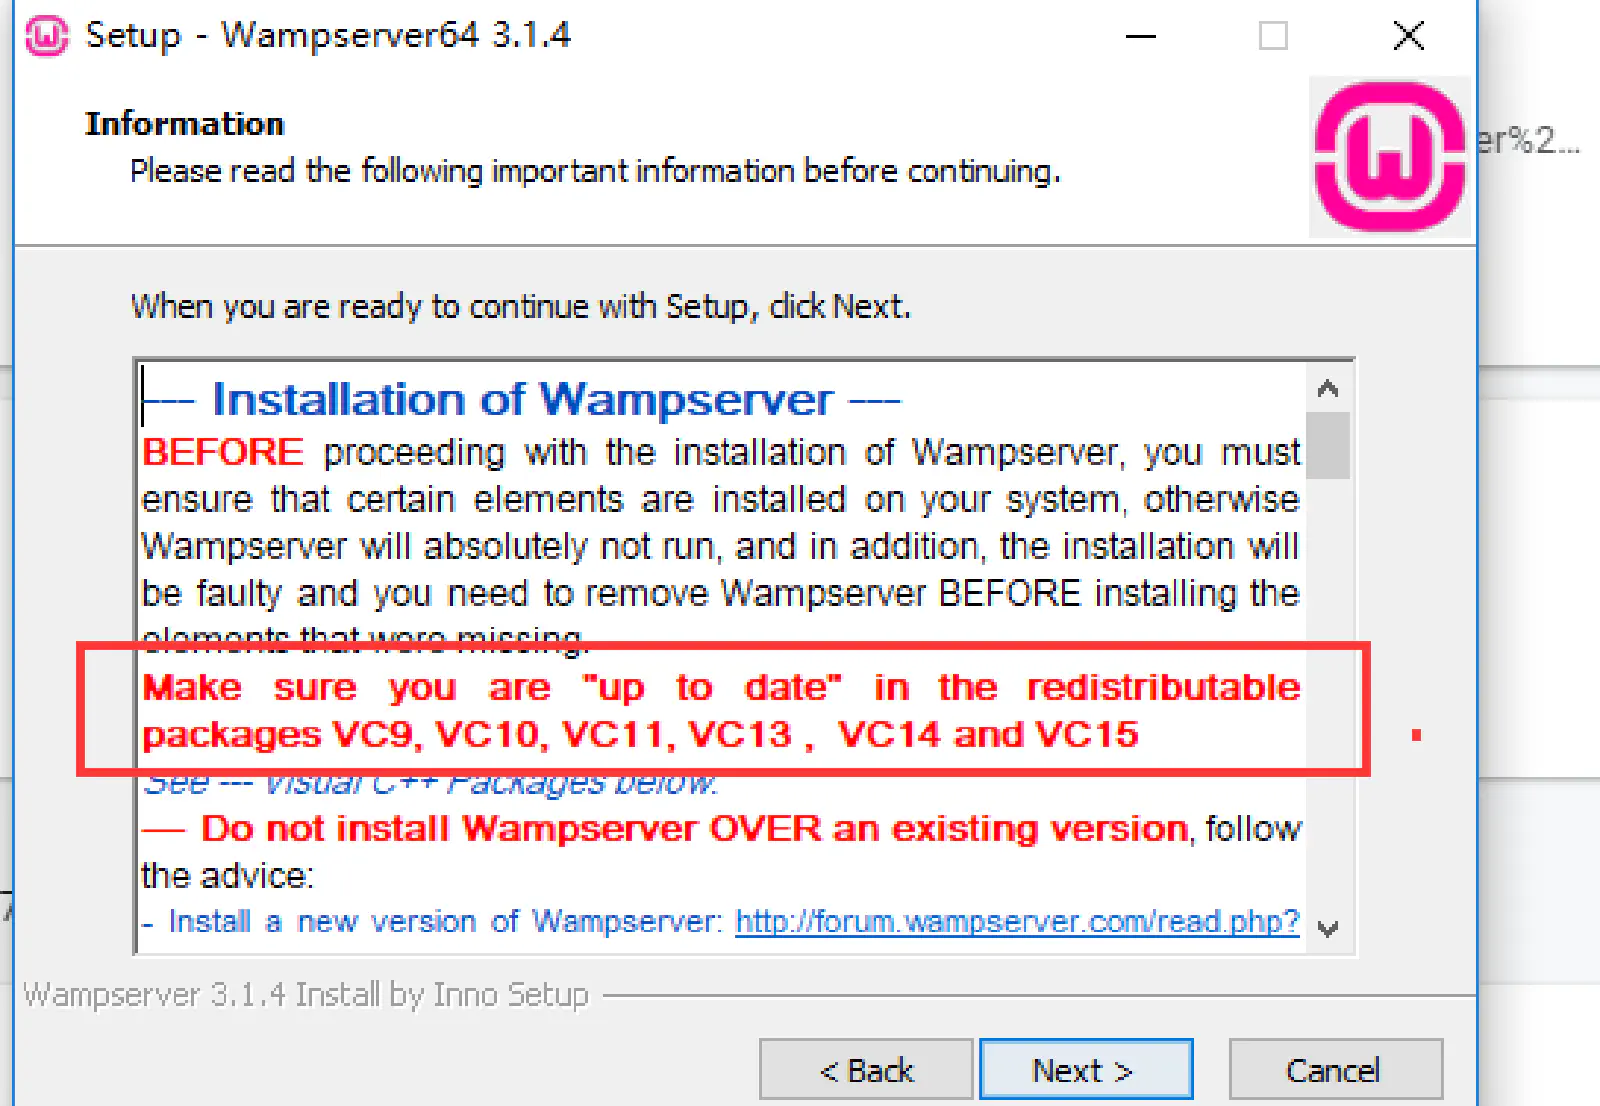 Setup - Wampserver64 3.1.4
Information
Please read the following important information before continuing.
er%2...
When you are ready to continue with Setup, click Next.
--- Installation of Wampserver ---
BEFORE proceeding with the installation of Wampserver, you must
ensure that certain elements are installed on your system, otherwise
Wampserver will absolutely not run, and in addition, the installation will
be faulty and you need to remove Wampserver BEFORE installing the
elements that were missing.
Make sure you are "up to date" in the redistributable
packages VC9, VC10, VC11, VC13 , VC14 and VC15
See --- Visual C++ Packages below.
— Do not install Wampserver OVER an existing version, follow
the advice:
- Install a new version of Wampserver: http://forum.wampserver.com/read.php?
Wampserver 3.1.4 Install by Inno Setup
< Back
Next >
Cancel